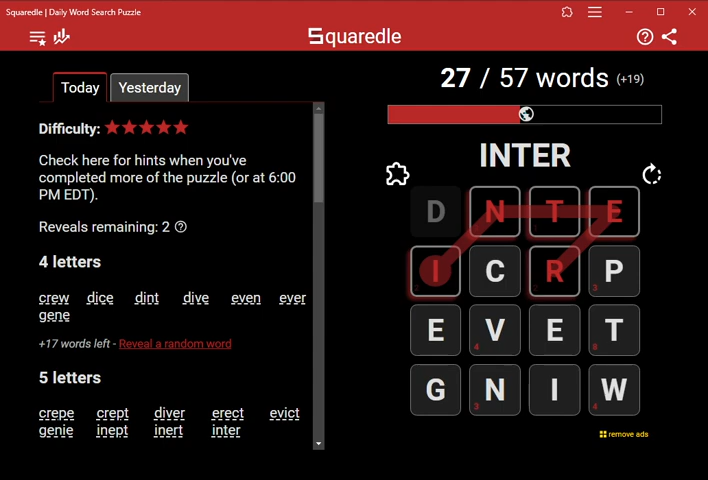 Squaredle | Daily Word Search Puzzle
Squaredle
Today Yesterday
Difficulty:
Check here for hints when you've
completed more of the puzzle (or at 6:00
PM EDT).
Reveals remaining: 2
4 letters
crew dice dint dive even ever
gene
+17 words left - Reveal a random word
5 letters
crepe crept diver erect evict
genie inept inert inter
27 / 57 words (+19)
INTER
D N T E
I C R P
E V E T
G N I W
remove ads